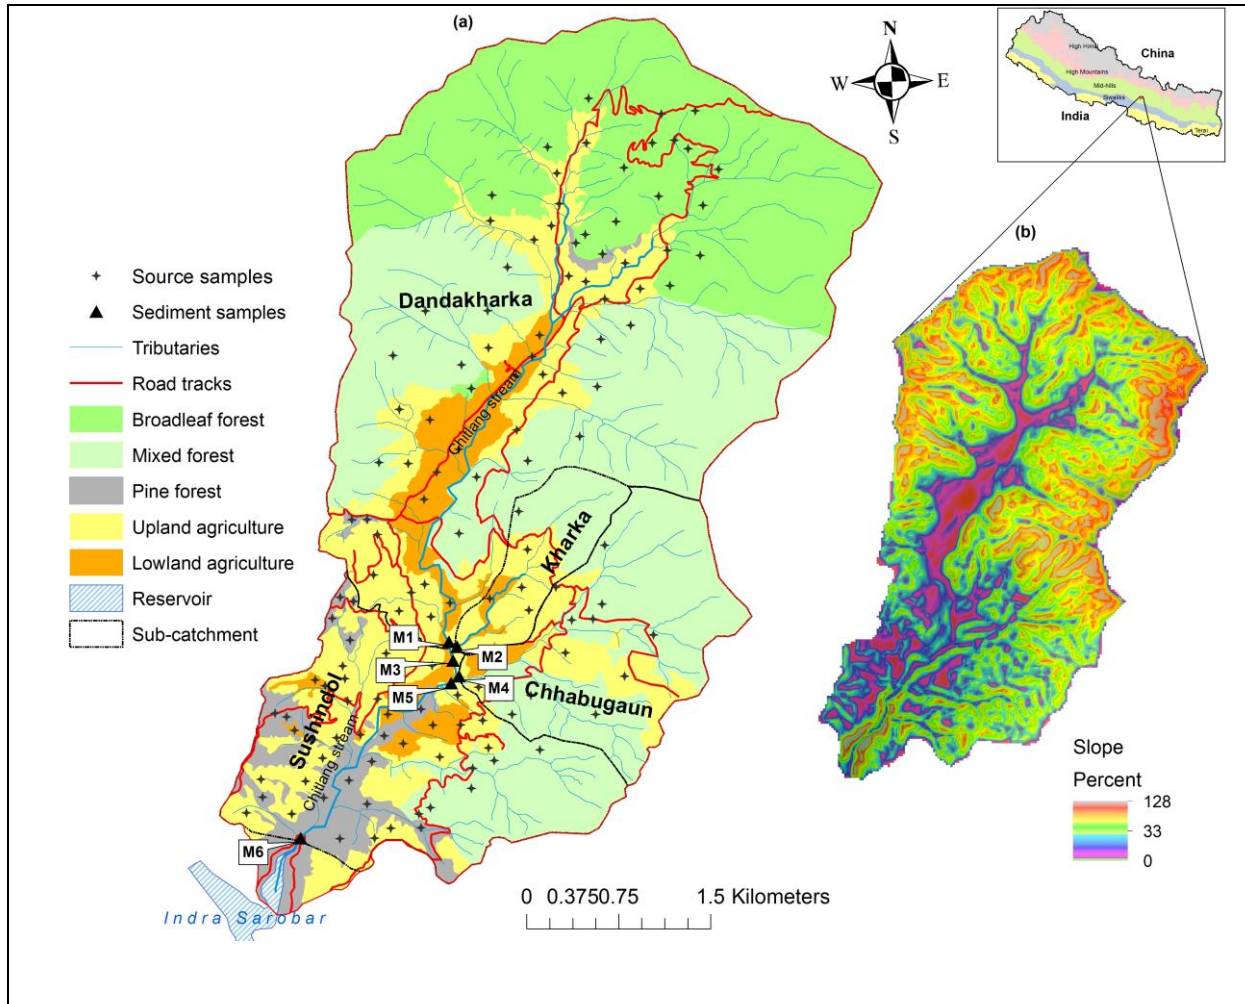 (a)
N
W
E
S
China
High Himal
High Mountains
Mid-hills
Siwaliks
India
Terai
(b)
Source samples
Sediment samples
Tributaries
Road tracks
Broadleaf forest
Mixed forest
Pine forest
Upland agriculture
Lowland agriculture
Reservoir
Sub-catchment
Dandakharka
Chitlang stream
Kharka
M1
M2
M3
M4
M5
Chhabugaun
Sushindol
Chitlang stream
M6
Indra Sarobar
0 0.3750.75 1.5 Kilometers
Slope
Percent
128
33
0